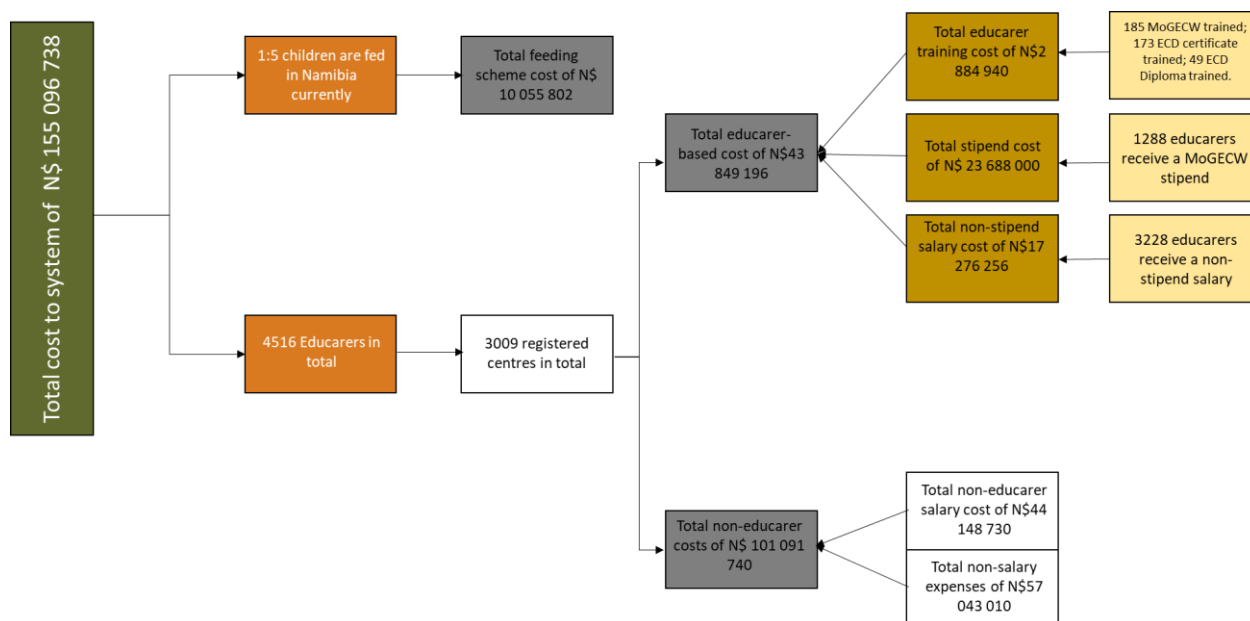 Total cost to system of N$ 155 096 738
1:5 children are fed
in Namibia
currently
Total feeding
scheme cost of N$
10 055 802
4516 Educarers in
total
3009 registered
centres in total
Total educarer-
based cost of N$43
849 196
Total non-educarer
costs of N$ 101 091
740
Total educarer
training cost of N$2
884 940
Total stipend cost
of N$ 23 688 000
Total non-stipend
salary cost of N$17
276 256
185 MoGECW trained;
173 ECD certificate
trained; 49 ECD
Diploma trained.
1288 educarers
receive a MoGECW
stipend
3228 educarers
receive a non-
stipend salary
Total non-educarer
salary cost of N$44
148 730
Total non-salary
expenses of N$57
043 010